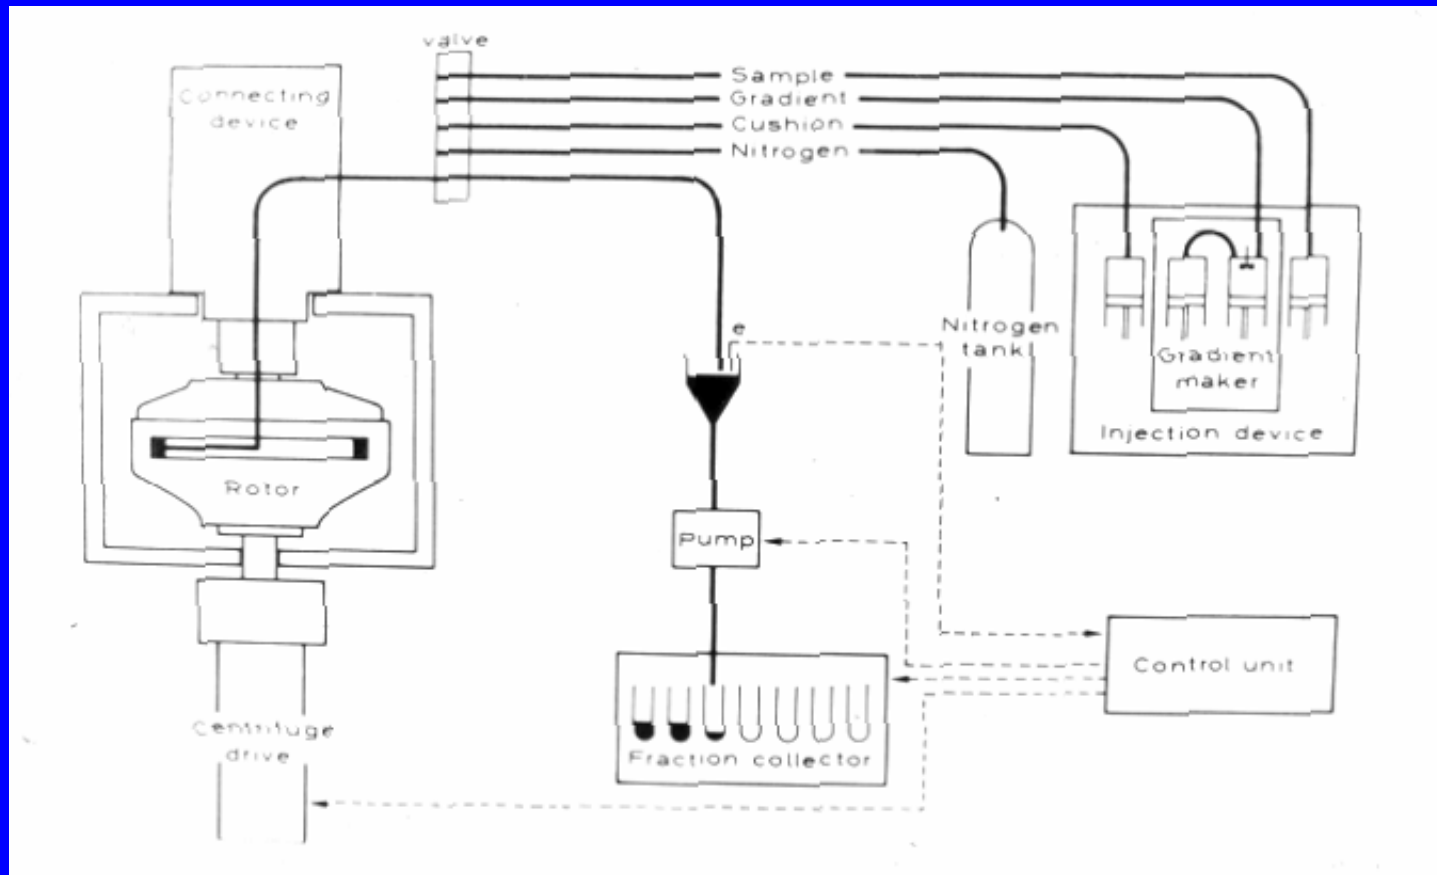 valve
Connecting
device
Sample
Gradient
Cushion
Nitrogen
e
Nitrogen
tank
Gradient
maker
Injection device
Rotor
Pump
Control unit
Centrifuge
drive
Fraction collector